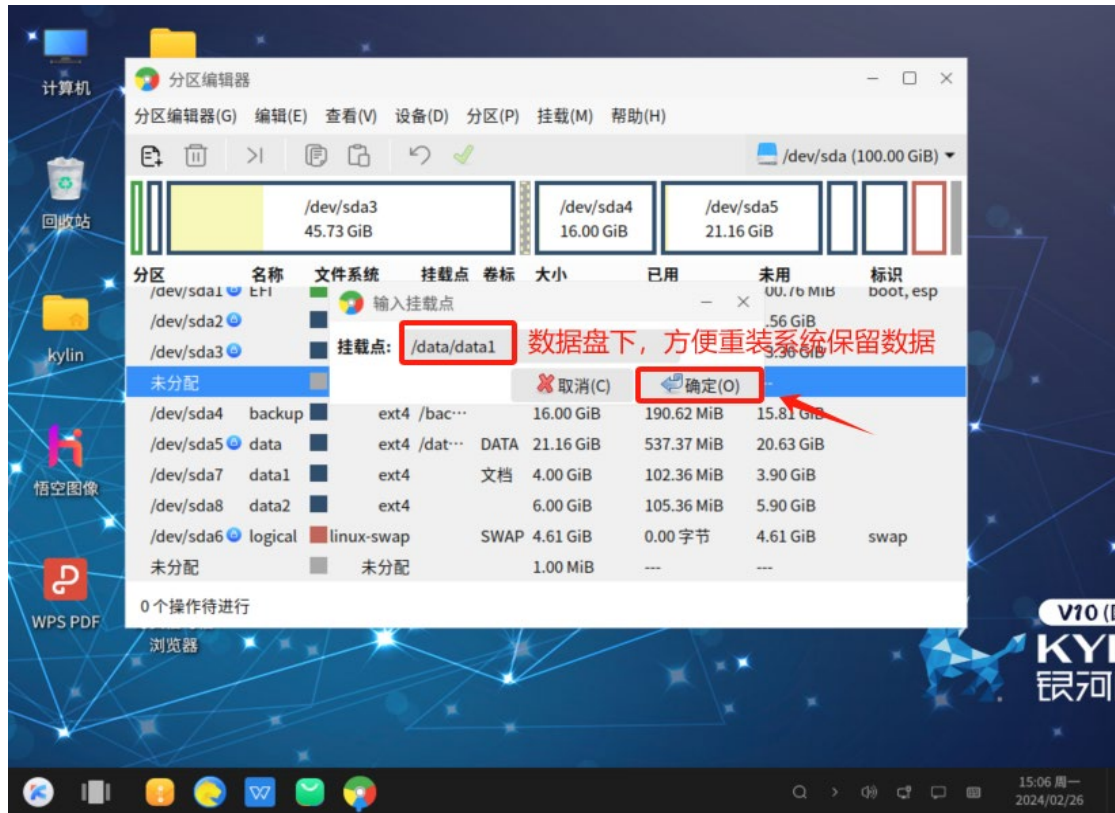 计算机
回收站
kylin
悟空图像
WPS PDF
浏览器
分区编辑器
分区编辑器(G) 编辑(E) 查看(V) 设备(D) 分区(P) 挂载(M) 帮助(H)
/dev/sda (100.00 GiB)
/dev/sda3
45.73 GiB
/dev/sda4
16.00 GiB
/dev/sda5
21.16 GiB
分区 名称 文件系统 挂载点 卷标 大小 已用 未用 标识
/dev/sda1 EFI boot, esp
/dev/sda2 .56 GiB
/dev/sda3
输入挂载点
挂载点: /data/data1
数据盘下，方便重装系统保留数据
取消(C) 确定(O)
未分配 --
/dev/sda4 backup ext4 /bac··· 16.00 GiB 190.62 MiB 15.81 GiB
/dev/sda5 data ext4 /dat··· DATA 21.16 GiB 537.37 MiB 20.63 GiB
/dev/sda7 data1 ext4 文档 4.00 GiB 102.36 MiB 3.90 GiB
/dev/sda8 data2 ext4 6.00 GiB 105.36 MiB 5.90 GiB
/dev/sda6 logical linux-swap SWAP 4.61 GiB 0.00 字节 4.61 GiB swap
未分配 未分配 1.00 MiB --- ---
0 个操作待进行
V10
KY
银河
15:06 周一
2024/02/26